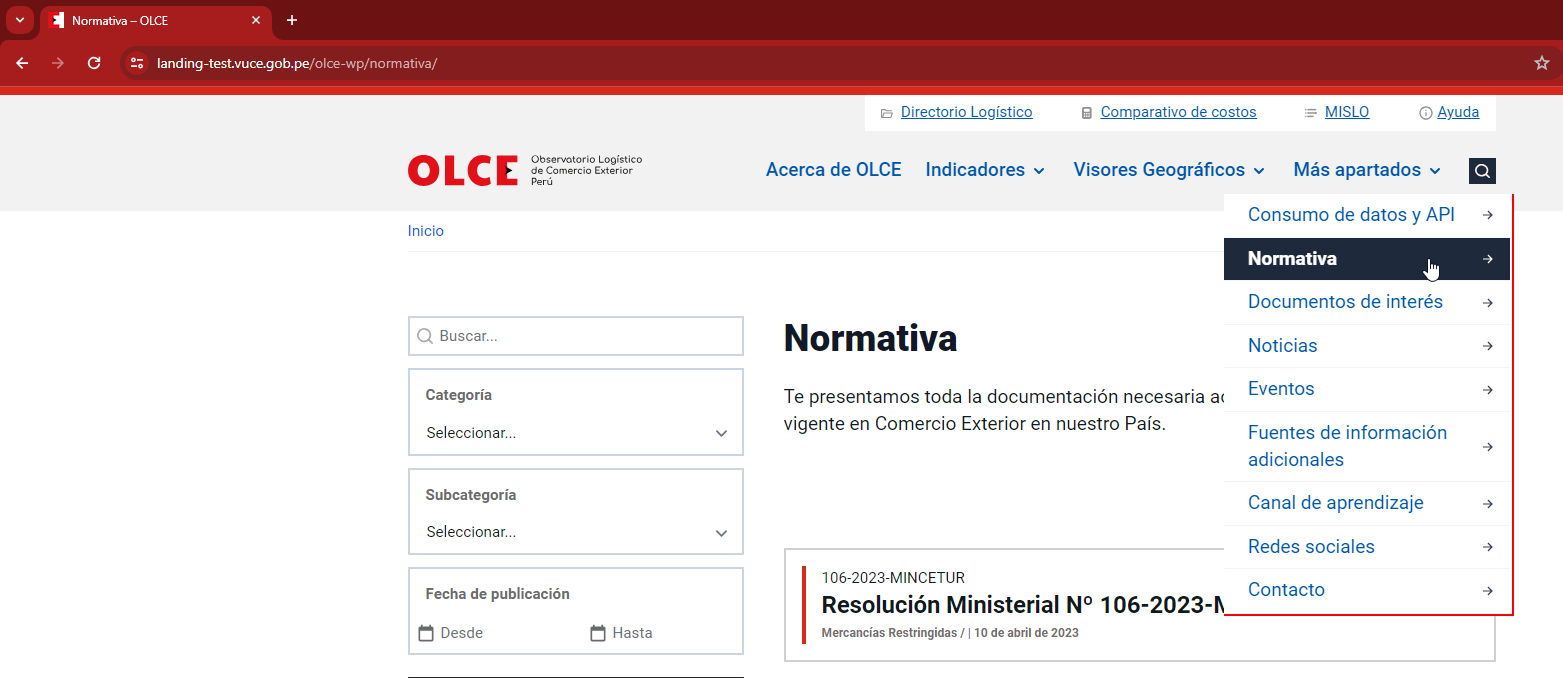 Normativa – OLCE
landing-test.vuce.gob.pe/olce-wp/normativa/
Directorio Logístico
Comparativo de costos
MISLO
Ayuda
OLCE
Observatorio Logístico
de Comercio Exterior
Perú
Acerca de OLCE
Indicadores
Visores Geográficos
Más apartados
Inicio
Consumo de datos y API
Normativa
Documentos de interés
Noticias
Eventos
Fuentes de información
adicionales
Canal de aprendizaje
Redes sociales
Contacto
Buscar...
Categoría
Seleccionar...
Subcategoría
Seleccionar...
Fecha de publicación
Desde
Hasta
Normativa
Te presentamos toda la documentación necesaria
vigente en Comercio Exterior en nuestro País.
106-2023-MINCETUR
Resolución Ministerial Nº 106-2023-
Mercancías Restringidas / | 10 de abril de 2023